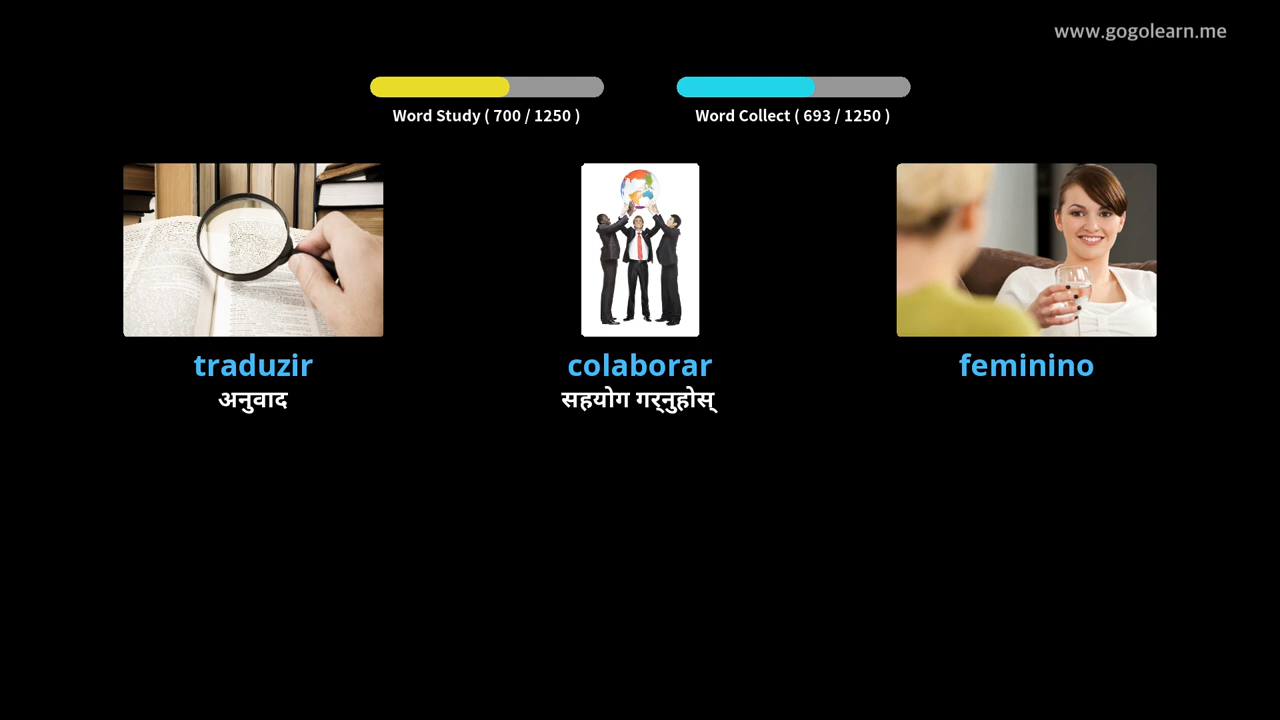 www.gogolearn.me
Word Study ( 700 / 1250 )
Word Collect ( 693 / 1250 )
traduzir
colaborar
feminino
अनुवाद
सहयोग गर्नुहोस्